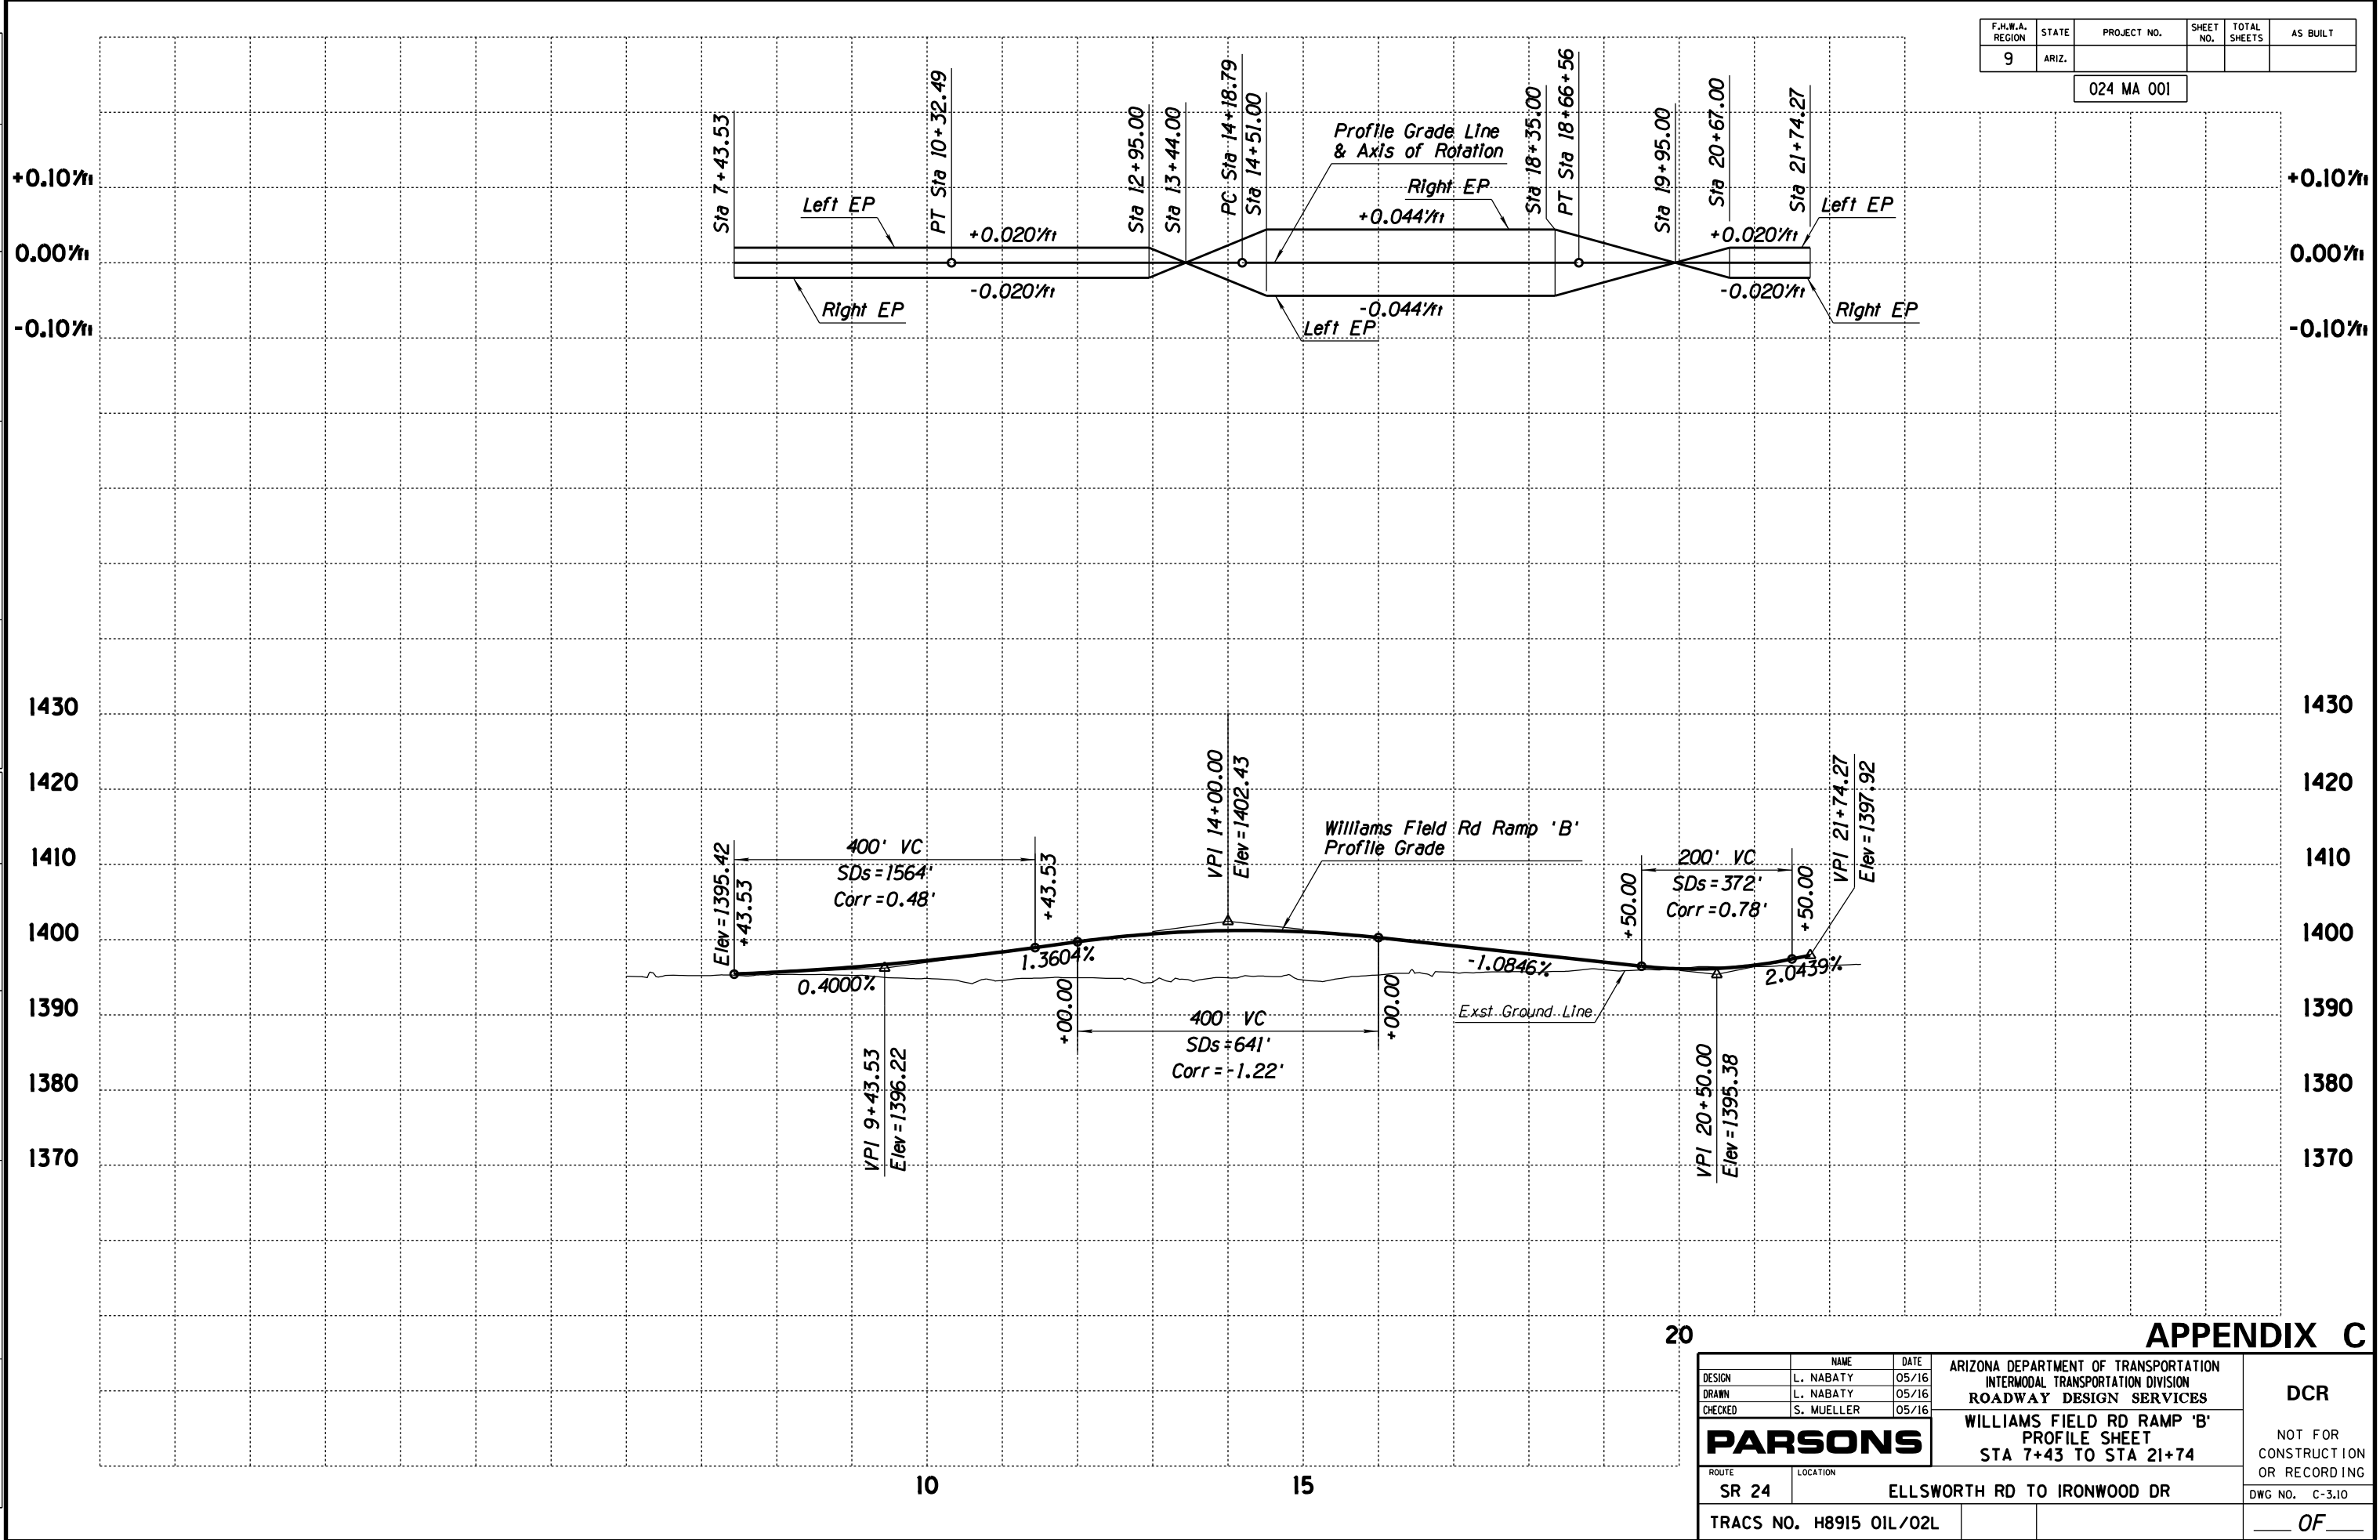 F.H.W.A. REGION STATE PROJECT NO. SHEET NO. TOTAL SHEETS AS BUILT
9 ARIZ.
024 MA 001
+0.10'/ft
0.00'/ft
-0.10'/ft
+0.10'/ft
0.00'/ft
-0.10'/ft
Sta 7+43.53
PT Sta 10+32.49
Sta 12+95.00
Sta 13+44.00
PC Sta 14+18.79
Sta 14+51.00
Sta 18+35.00
PT Sta 18+66+56
Sta 19+95.00
Sta 20+67.00
Sta 21+74.27
Profile Grade Line
& Axis of Rotation
Left EP
+0.020'/ft
Right EP
+0.044'/ft
+0.020'/ft
Left EP
Right EP
-0.020'/ft
Left EP
-0.044'/ft
-0.020'/ft
Right EP
1430
1420
1410
1400
1390
1380
1370
1430
1420
1410
1400
1390
1380
1370
Elev=1395.42
+43.53
400' VC
SDs=1564'
Corr=0.48'
+43.53
VPI 14+00.00
Elev=1402.43
Williams Field Rd Ramp 'B'
Profile Grade
+50.00
200' VC
SDs=372'
Corr=0.78'
+50.00
VPI 21+74.27
Elev=1397.92
0.4000%
1.3604%
-1.0846%
2.0439%
VPI 9+43.53
Elev=1396.22
+00.00
400' VC
SDs=641'
Corr=-1.22'
+00.00
Exst Ground Line
VPI 20+50.00
Elev=1395.38
10
15
20
APPENDIX C
NAME DATE
DESIGN L. NABATY 05/16
DRAWN L. NABATY 05/16
CHECKED S. MUELLER 05/16
PARSONS
ARIZONA DEPARTMENT OF TRANSPORTATION
INTERMODAL TRANSPORTATION DIVISION
ROADWAY DESIGN SERVICES
WILLIAMS FIELD RD RAMP 'B'
PROFILE SHEET
STA 7+43 TO STA 21+74
DCR
NOT FOR
CONSTRUCTION
OR RECORDING
ROUTE
SR 24
LOCATION
ELLSWORTH RD TO IRONWOOD DR
DWG NO. C-3.10
TRACS NO. H8915 01L/02L
OF